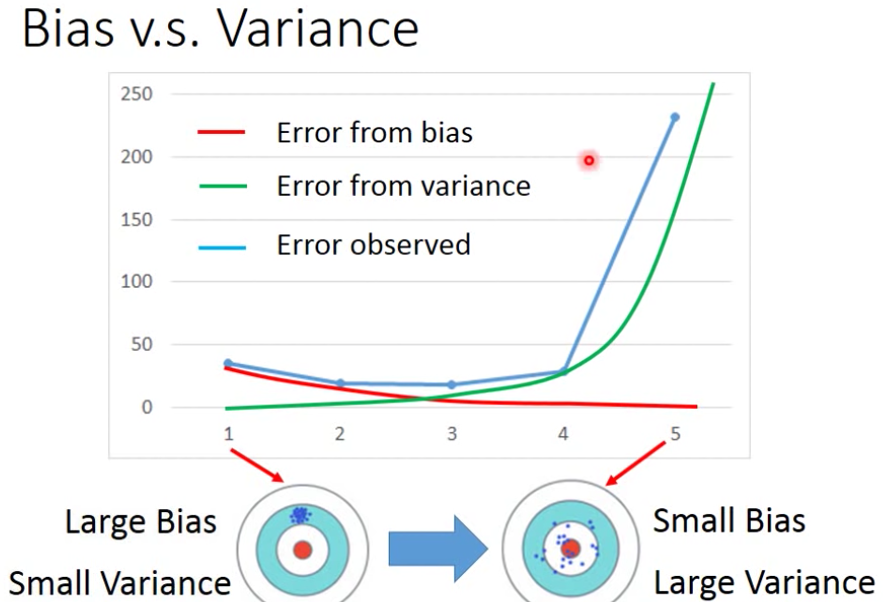 Bias v.s. Variance
250
200
150
100
50
0
Error from bias
Error from variance
Error observed
1 2 3 4 5
Large Bias
Small Variance
Small Bias
Large Variance